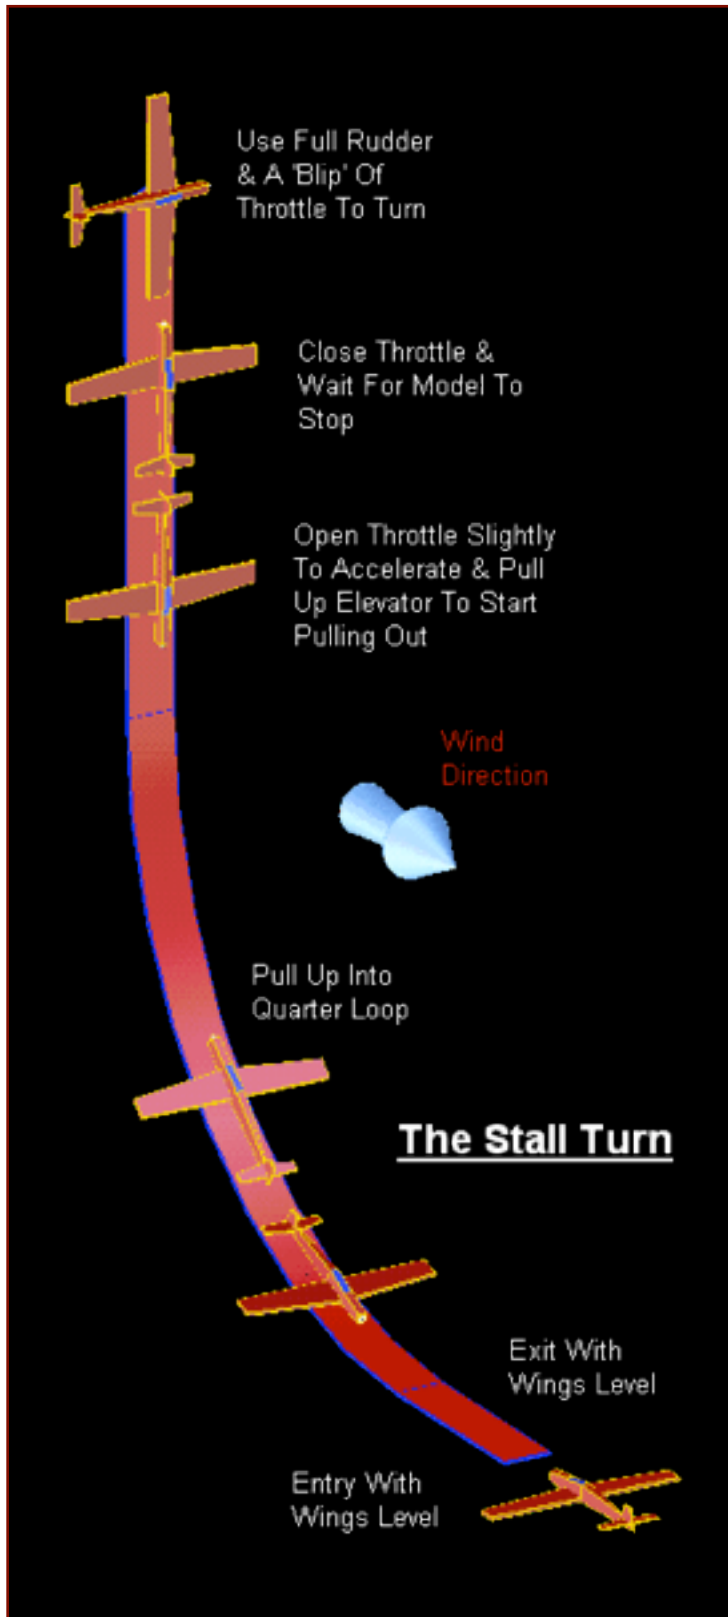 Use Full Rudder
& A 'Blip' Of
Throttle To Turn
Close Throttle &
Wait For Model To
Stop
Open Throttle Slightly
To Accelerate & Pull
Up Elevator To Start
Pulling Out
Wind
Direction
Pull Up Into
Quarter Loop
The Stall Turn
Exit With
Wings Level
Entry With
Wings Level